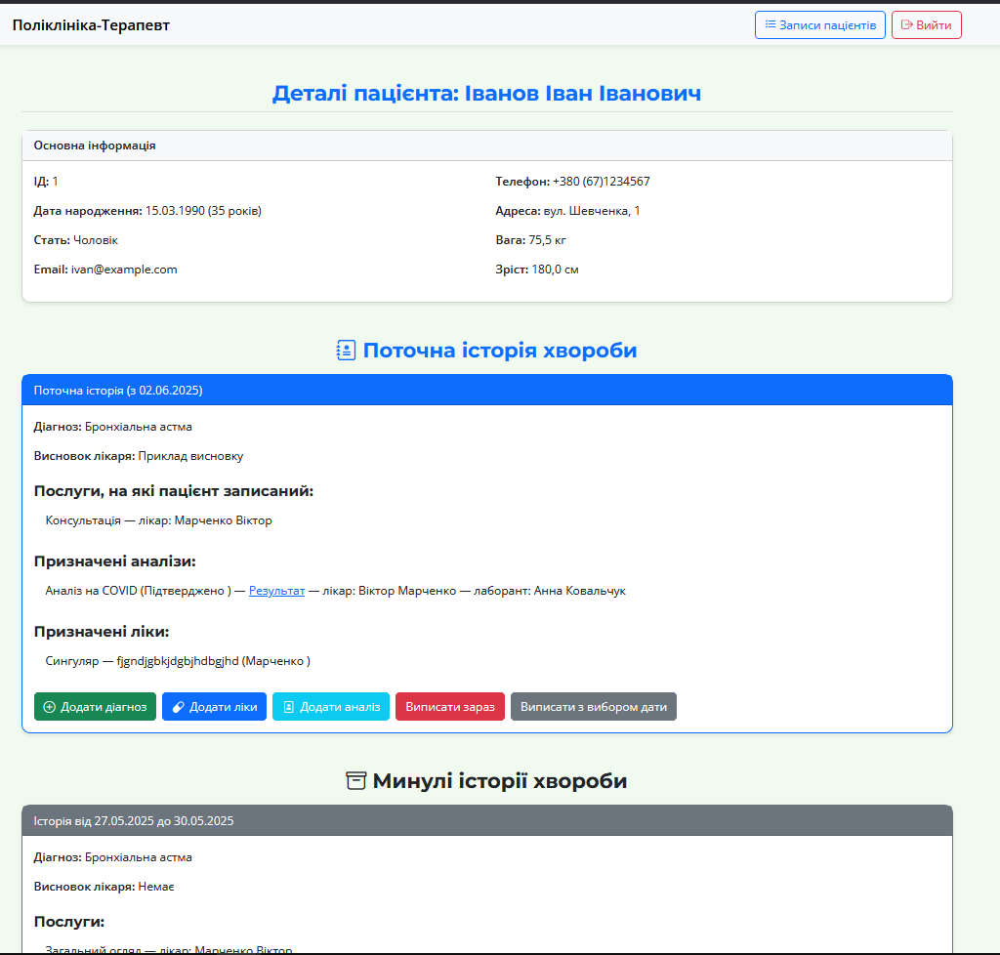 Поліклініка-Терапевт
Записи пацієнтів
Вийти
Деталі пацієнта: Іванов Іван Іванович
Основна інформація
ІД: 1
Дата народження: 15.03.1990 (35 років)
Стать: Чоловік
Email: ivan@example.com
Телефон: +380 (67)1234567
Адреса: вул. Шевченка, 1
Вага: 75,5 кг
Зріст: 180,0 см
Поточна історія хвороби
Поточна історія (з 02.06.2025)
Діагноз: Бронхіальна астма
Висновок лікаря: Приклад висновку
Послуги, на які пацієнт записаний:
Консультація — лікар: Марченко Віктор
Призначені аналізи:
Аналіз на COVID (Підтверджено ) — Результат — лікар: Віктор Марченко — лаборант: Анна Ковальчук
Призначені ліки:
Сингуляр — fjgndjgbkjdgbjhdbgjhd (Марченко )
Додати діагноз
Додати ліки
Додати аналіз
Виписати зараз
Виписати з вибором дати
Минулі історії хвороби
Історія від 27.05.2025 до 30.05.2025
Діагноз: Бронхіальна астма
Висновок лікаря: Немає
Послуги:
Загальний огляд — лікар: Марченко Віктор